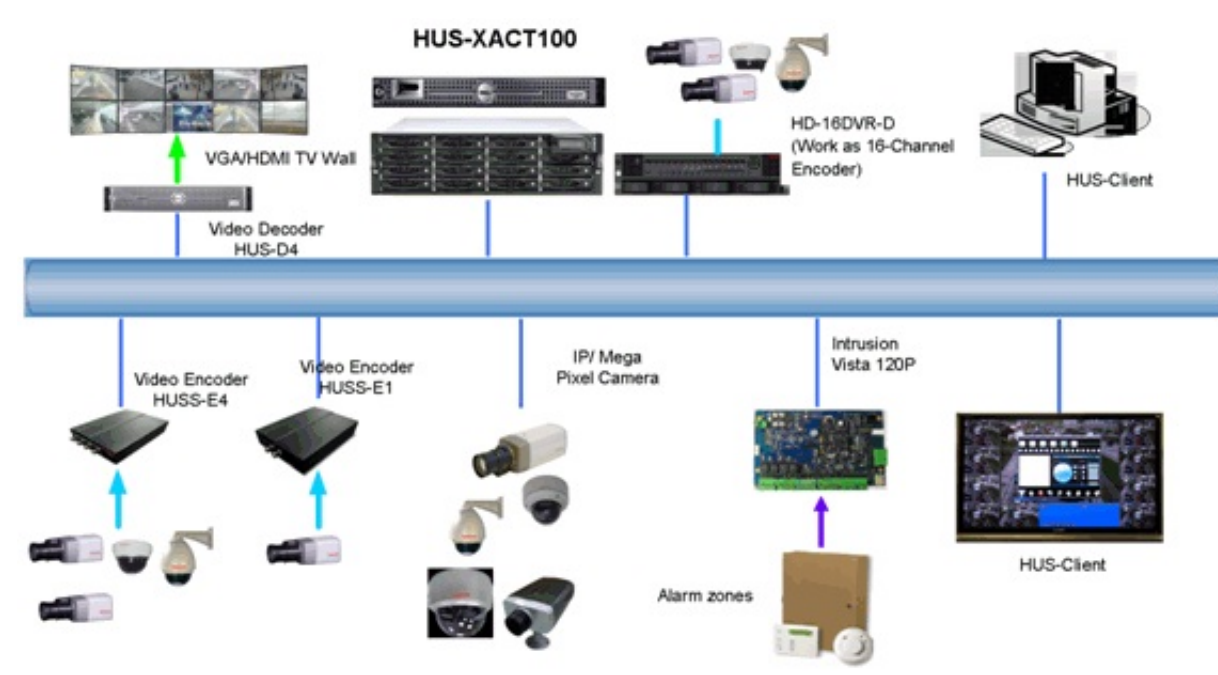 HUS-XACT100
VGA/HDMI TV Wall
HD-16DVR-D
(Work as 16-Channel
Encoder)
HUS-Client
Video Decoder
HUS-D4
Video Encoder
HUSS-E4
Video Encoder
HUSS-E1
IP/ Mega
Pixel Camera
Intrusion
Vista 120P
HUS-Client
Alarm zones